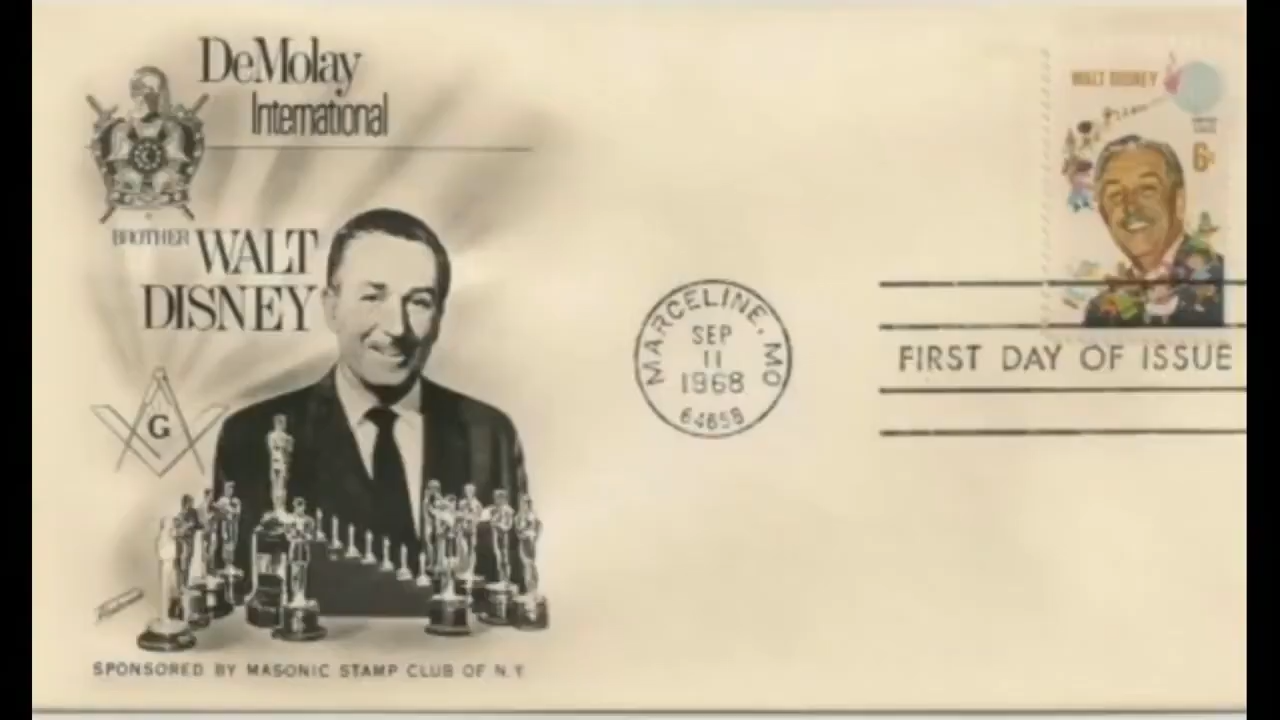 DeMolay
International
BROTHER WALT
DISNEY
G
SPONSORED BY MASONIC STAMP CLUB OF N.Y.
MARCELINE, MO
SEP
11
1968
64658
WALT DISNEY
6¢
FIRST DAY OF ISSUE